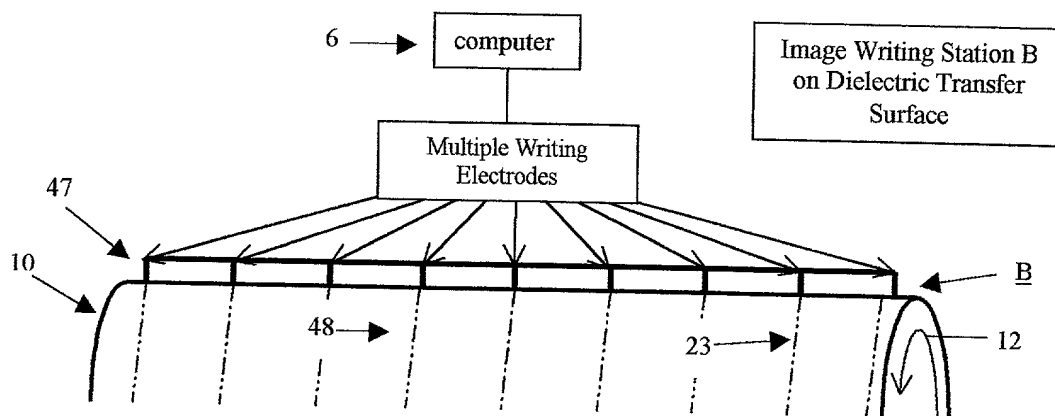 6
computer
Image Writing Station B
on Dielectric Transfer
Surface
Multiple Writing
Electrodes
47
10
B
48
23
12